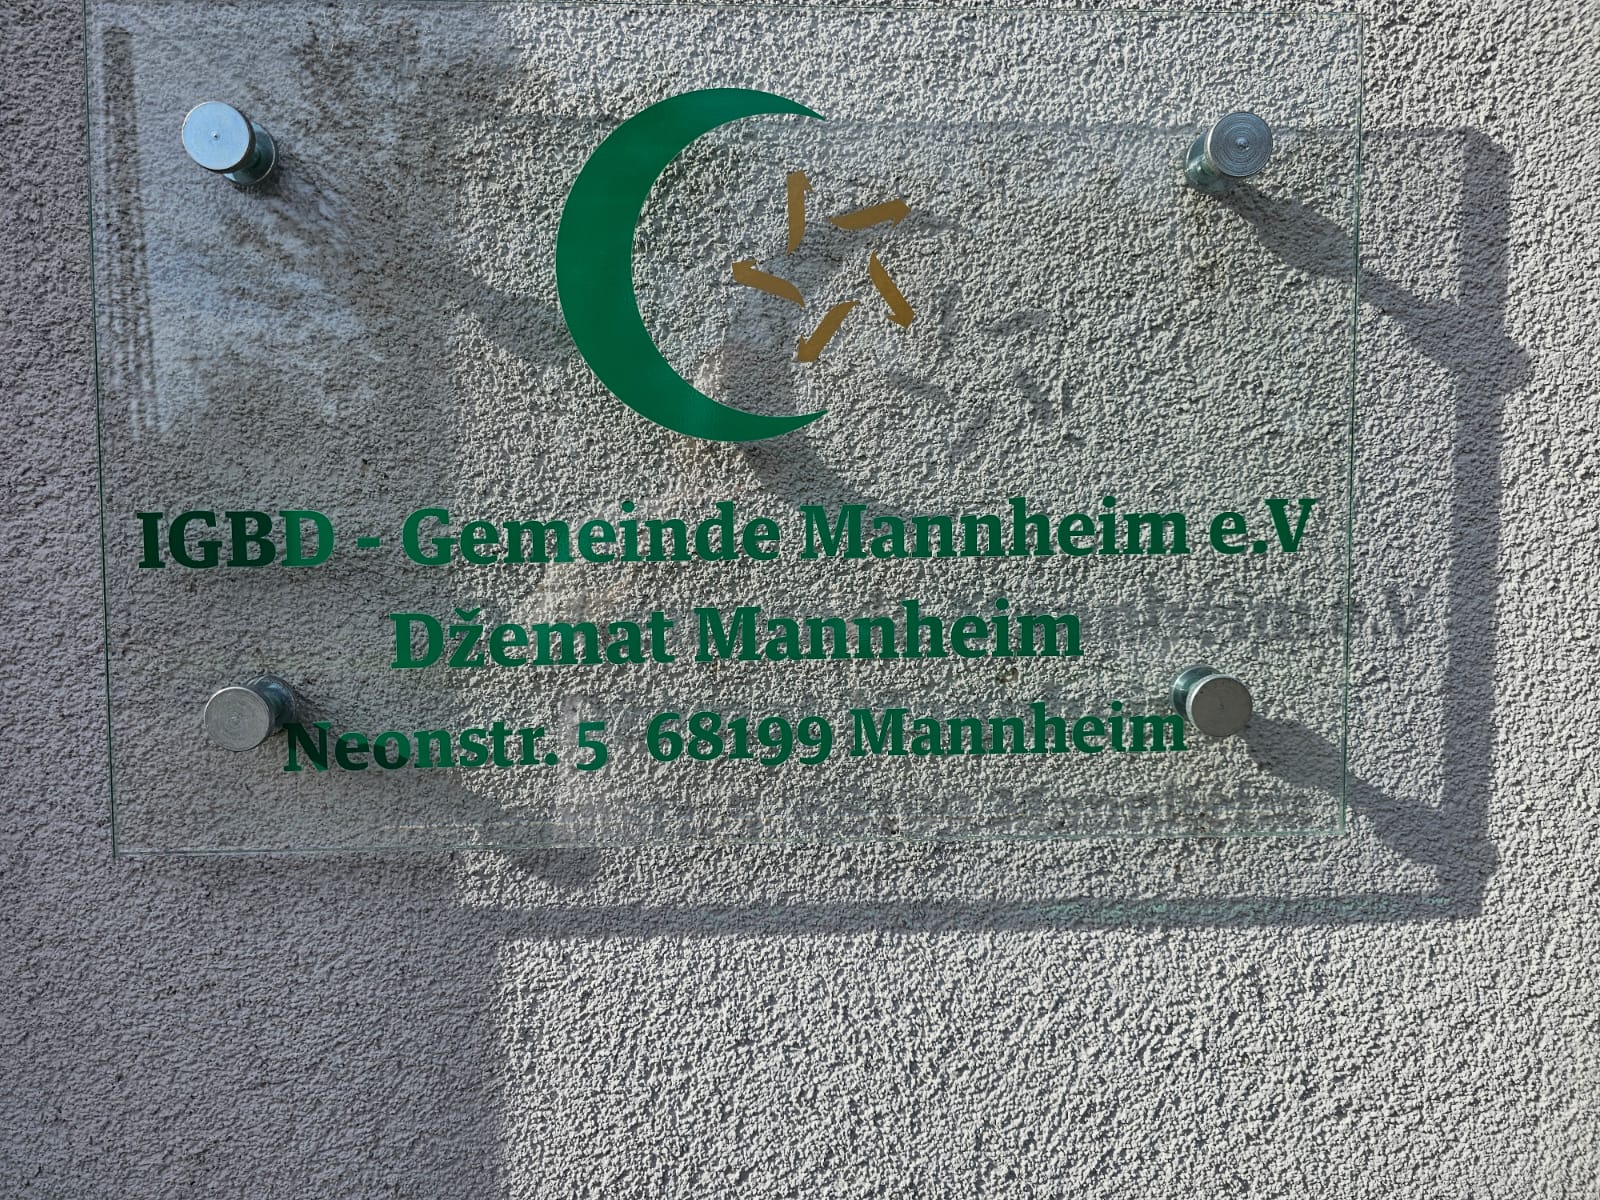 IGBD - Gemeinde Mannheim e.V
Džemat Mannheim
Neonstr. 5 68199 Mannheim